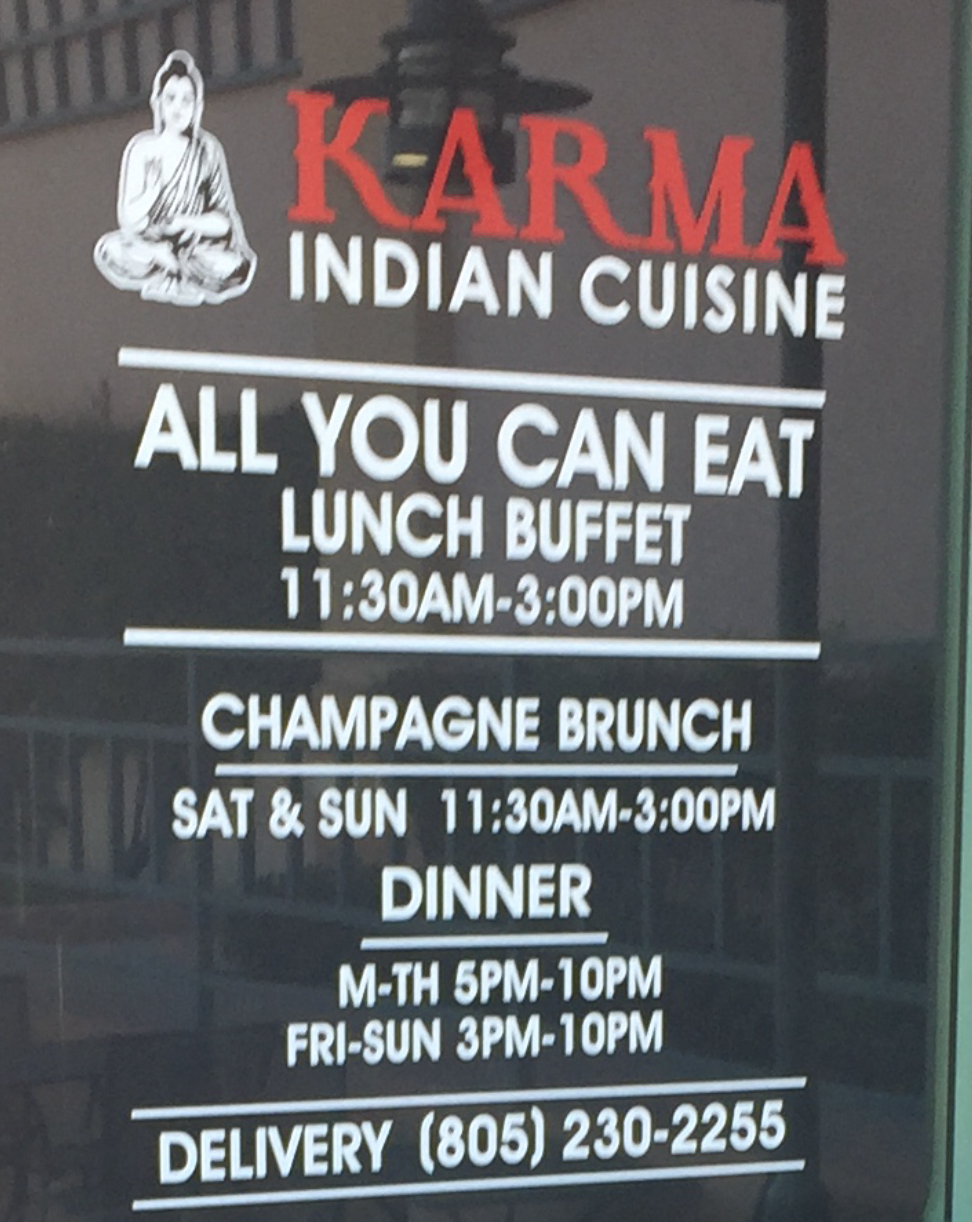 KARMA
INDIAN CUISINE
ALL YOU CAN EAT
LUNCH BUFFET
11:30AM-3:00PM
CHAMPAGNE BRUNCH
SAT & SUN 11:30AM-3:00PM
DINNER
M-TH 5PM-10PM
FRI-SUN 3PM-10PM
DELIVERY (805) 230-2255